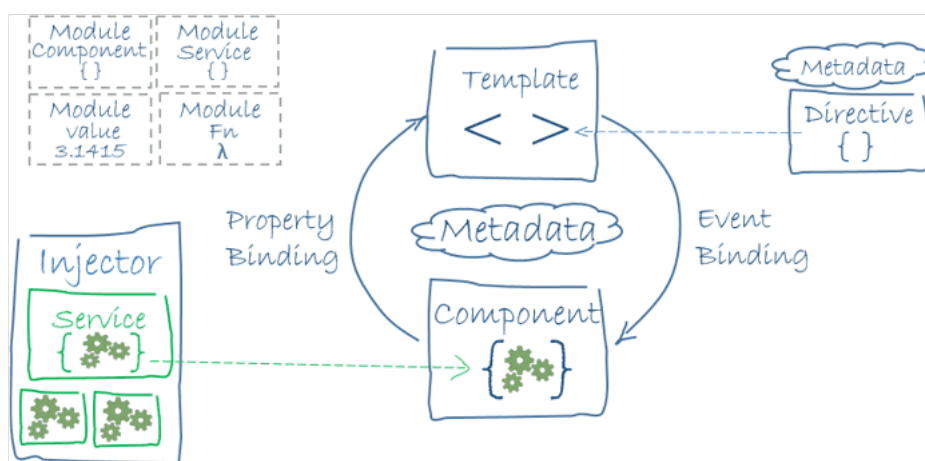 Module
Component
{ }
Module
Service
{ }
Module
value
3.1415
Module
Fn
λ
Template
< >
Metadata
Directive
{ }
Property
Binding
Metadata
Event
Binding
Injector
Service
{ }
Component
{ }